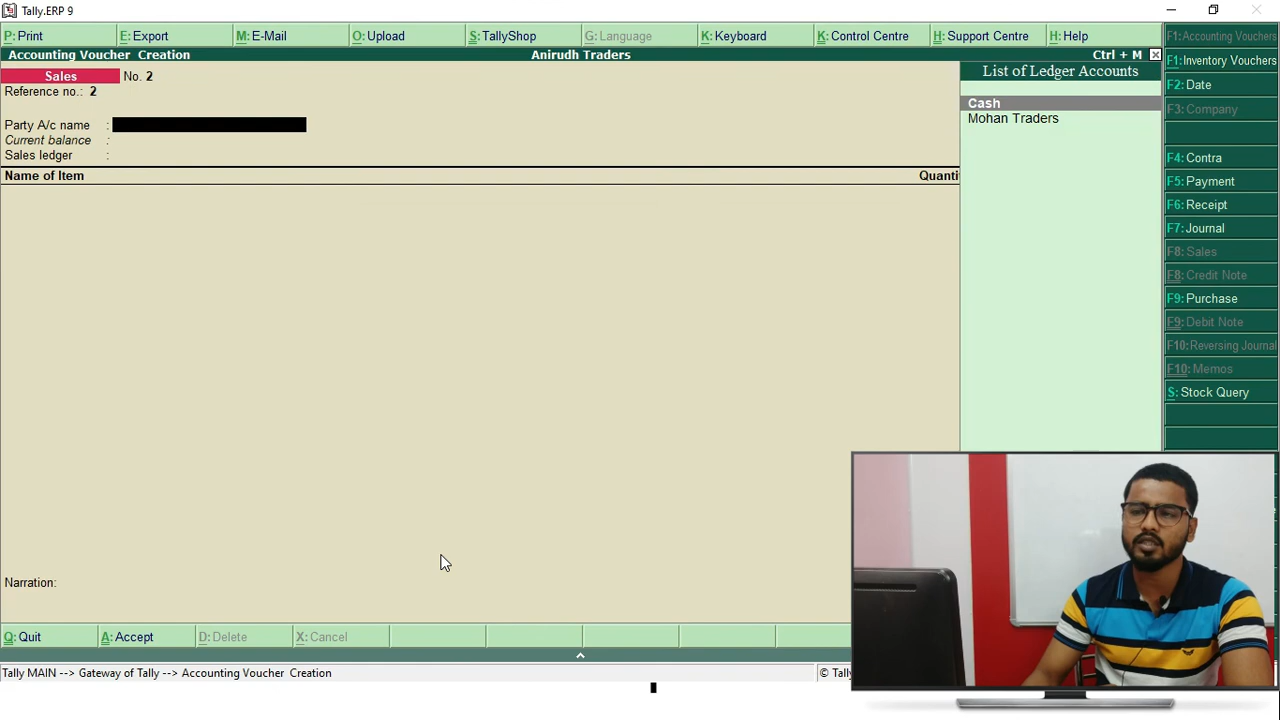 Tally.ERP 9
P: Print
E: Export
M: E-Mail
O: Upload
S: TallyShop
G: Language
K: Keyboard
K: Control Centre
H: Support Centre
H: Help
Accounting Voucher Creation
Anirudh Traders
Ctrl + M
Sales
No. 2
Reference no.: 2
Party A/c name :
Current balance :
Sales ledger :
Name of Item
Narration:
List of Ledger Accounts
Cash
Mohan Traders
F1: Accounting Vouchers
F1: Inventory Vouchers
F2: Date
F3: Company
F4: Contra
F5: Payment
F6: Receipt
F7: Journal
F8: Sales
F8: Credit Note
F9: Purchase
F9: Debit Note
F10: Reversing Journal
F10: Memos
S: Stock Query
Q: Quit
A: Accept
D: Delete
X: Cancel
Tally MAIN --> Gateway of Tally --> Accounting Voucher Creation